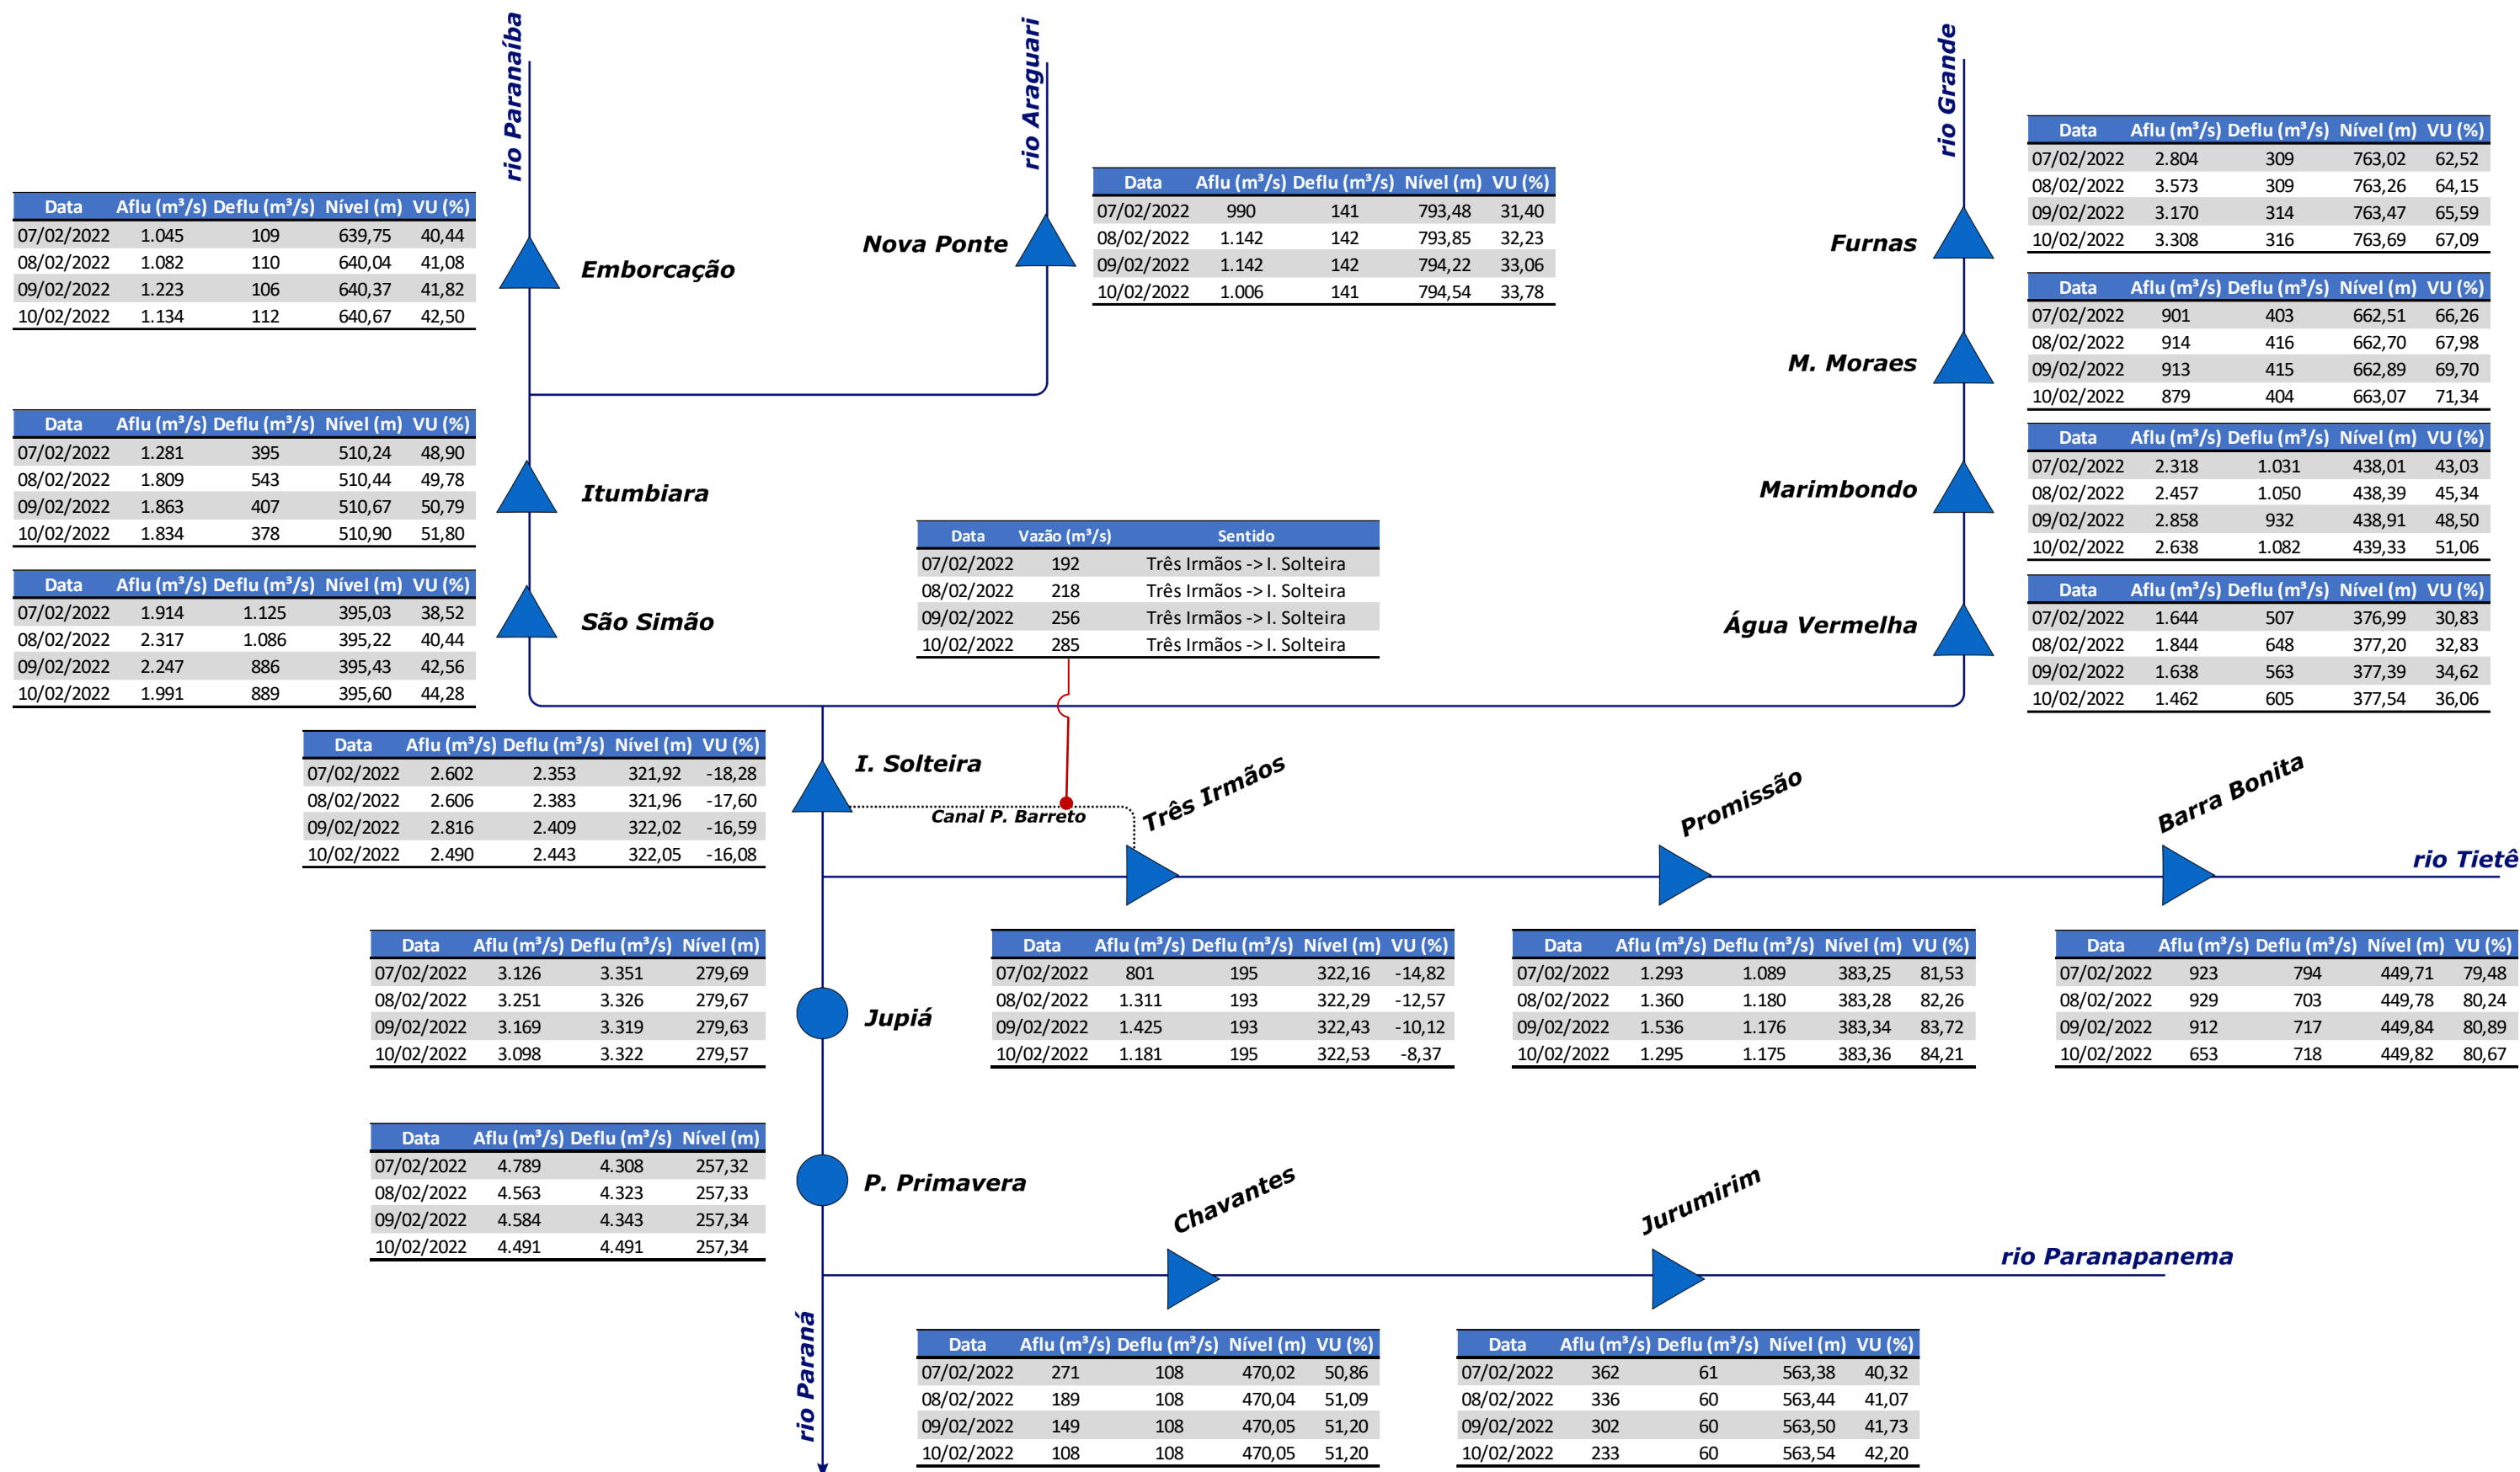 rio Paranaíba
rio Araguari
rio Grande
Data Aflu (m³/s) Deflu (m³/s) Nível (m) VU (%)
07/02/2022 2.804 309 763,02 62,52
08/02/2022 3.573 309 763,26 64,15
09/02/2022 3.170 314 763,47 65,59
10/02/2022 3.308 316 763,69 67,09
Furnas
Data Aflu (m³/s) Deflu (m³/s) Nível (m) VU (%)
07/02/2022 990 141 793,48 31,40
08/02/2022 1.142 142 793,85 32,23
09/02/2022 1.142 142 794,22 33,06
10/02/2022 1.006 141 794,54 33,78
Nova Ponte
Data Aflu (m³/s) Deflu (m³/s) Nível (m) VU (%)
07/02/2022 1.045 109 639,75 40,44
08/02/2022 1.082 110 640,04 41,08
09/02/2022 1.223 106 640,37 41,82
10/02/2022 1.134 112 640,67 42,50
Emborcação
Data Aflu (m³/s) Deflu (m³/s) Nível (m) VU (%)
07/02/2022 901 403 662,51 66,26
08/02/2022 914 416 662,70 67,98
09/02/2022 913 415 662,89 69,70
10/02/2022 879 404 663,07 71,34
M. Moraes
Data Aflu (m³/s) Deflu (m³/s) Nível (m) VU (%)
07/02/2022 1.281 395 510,24 48,90
08/02/2022 1.809 543 510,44 49,78
09/02/2022 1.863 407 510,67 50,79
10/02/2022 1.834 378 510,90 51,80
Itumbiara
Data Aflu (m³/s) Deflu (m³/s) Nível (m) VU (%)
07/02/2022 2.318 1.031 438,01 43,03
08/02/2022 2.457 1.050 438,39 45,34
09/02/2022 2.858 932 438,91 48,50
10/02/2022 2.638 1.082 439,33 51,06
Marimbondo
Data Vazão (m³/s) Sentido
07/02/2022 192 Três Irmãos -> I. Solteira
08/02/2022 218 Três Irmãos -> I. Solteira
09/02/2022 256 Três Irmãos -> I. Solteira
10/02/2022 285 Três Irmãos -> I. Solteira
Data Aflu (m³/s) Deflu (m³/s) Nível (m) VU (%)
07/02/2022 1.914 1.125 395,03 38,52
08/02/2022 2.317 1.086 395,22 40,44
09/02/2022 2.247 886 395,43 42,56
10/02/2022 1.991 889 395,60 44,28
São Simão
Data Aflu (m³/s) Deflu (m³/s) Nível (m) VU (%)
07/02/2022 1.644 507 376,99 30,83
08/02/2022 1.844 648 377,20 32,83
09/02/2022 1.638 563 377,39 34,62
10/02/2022 1.462 605 377,54 36,06
Água Vermelha
Data Aflu (m³/s) Deflu (m³/s) Nível (m) VU (%)
07/02/2022 2.602 2.353 321,92 -18,28
08/02/2022 2.606 2.383 321,96 -17,60
09/02/2022 2.816 2.409 322,02 -16,59
10/02/2022 2.490 2.443 322,05 -16,08
I. Solteira
Canal P. Barreto
Três Irmãos
Promissão
Barra Bonita
rio Tietê
Data Aflu (m³/s) Deflu (m³/s) Nível (m)
07/02/2022 3.126 3.351 279,69
08/02/2022 3.251 3.326 279,67
09/02/2022 3.169 3.319 279,63
10/02/2022 3.098 3.322 279,57
Jupiá
Data Aflu (m³/s) Deflu (m³/s) Nível (m) VU (%)
07/02/2022 801 195 322,16 -14,82
08/02/2022 1.311 193 322,29 -12,57
09/02/2022 1.425 193 322,43 -10,12
10/02/2022 1.181 195 322,53 -8,37
Data Aflu (m³/s) Deflu (m³/s) Nível (m) VU (%)
07/02/2022 1.293 1.089 383,25 81,53
08/02/2022 1.360 1.180 383,28 82,26
09/02/2022 1.536 1.176 383,34 83,72
10/02/2022 1.295 1.175 383,36 84,21
Data Aflu (m³/s) Deflu (m³/s) Nível (m) VU (%)
07/02/2022 923 794 449,71 79,48
08/02/2022 929 703 449,78 80,24
09/02/2022 912 717 449,84 80,89
10/02/2022 653 718 449,82 80,67
Data Aflu (m³/s) Deflu (m³/s) Nível (m)
07/02/2022 4.789 4.308 257,32
08/02/2022 4.563 4.323 257,33
09/02/2022 4.584 4.343 257,34
10/02/2022 4.491 4.491 257,34
P. Primavera
Chavantes
Jurumirim
rio Paranapanema
rio Paraná
Data Aflu (m³/s) Deflu (m³/s) Nível (m) VU (%)
07/02/2022 271 108 470,02 50,86
08/02/2022 189 108 470,04 51,09
09/02/2022 149 108 470,05 51,20
10/02/2022 108 108 470,05 51,20
Data Aflu (m³/s) Deflu (m³/s) Nível (m) VU (%)
07/02/2022 362 61 563,38 40,32
08/02/2022 336 60 563,44 41,07
09/02/2022 302 60 563,50 41,73
10/02/2022 233 60 563,54 42,20